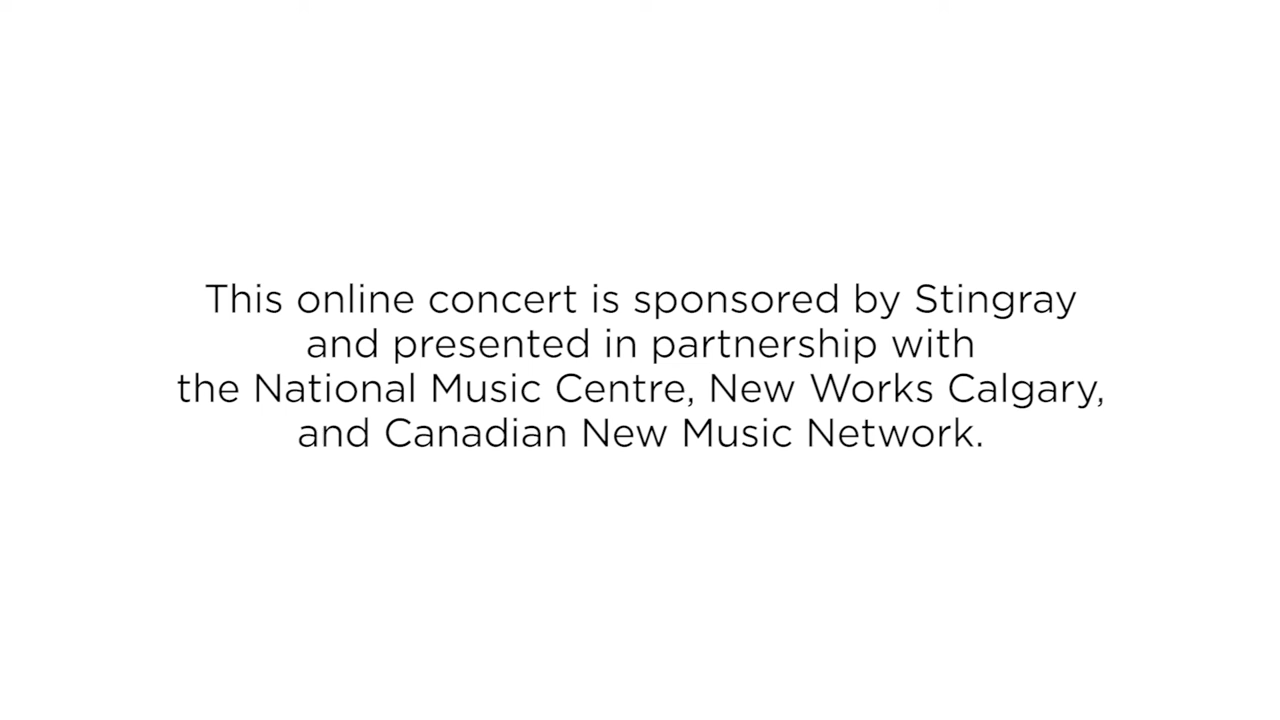 This online concert is sponsored by Stingray
and presented in partnership with
the National Music Centre, New Works Calgary,
and Canadian New Music Network.